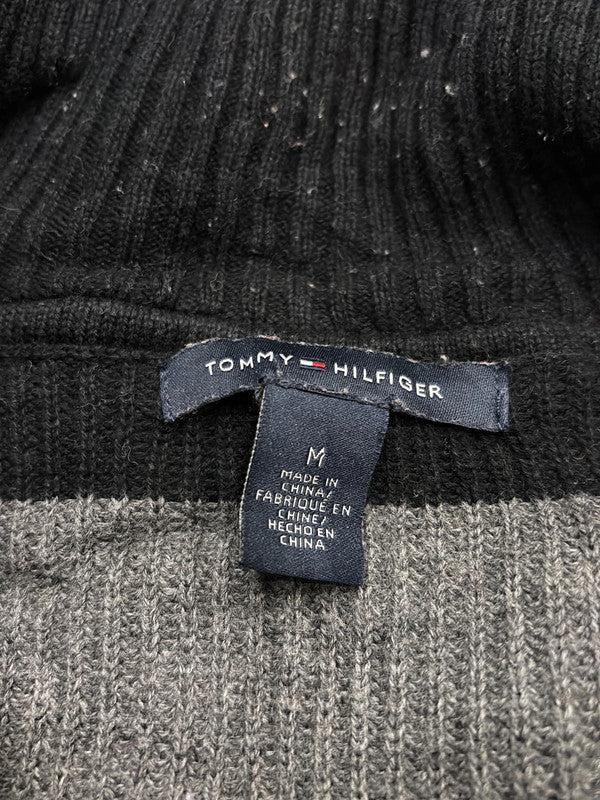 TOMMY HILFIGER
M
MADE IN
CHINA/
FABRIQUÉ EN
CHINE/
HECHO EN
CHINA